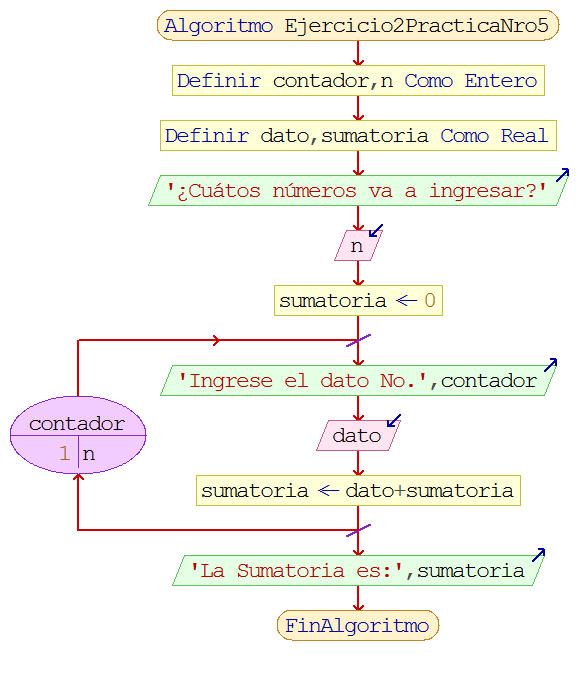 Algoritmo Ejercicio2PracticaNro5
Definir contador,n Como Entero
Definir dato,sumatoria Como Real
'¿Cuátos números va a ingresar?'
n
sumatoria ← 0
'Ingrese el dato No.',contador
contador
1 n
dato
sumatoria ← dato+sumatoria
'La Sumatoria es:',sumatoria
FinAlgoritmo